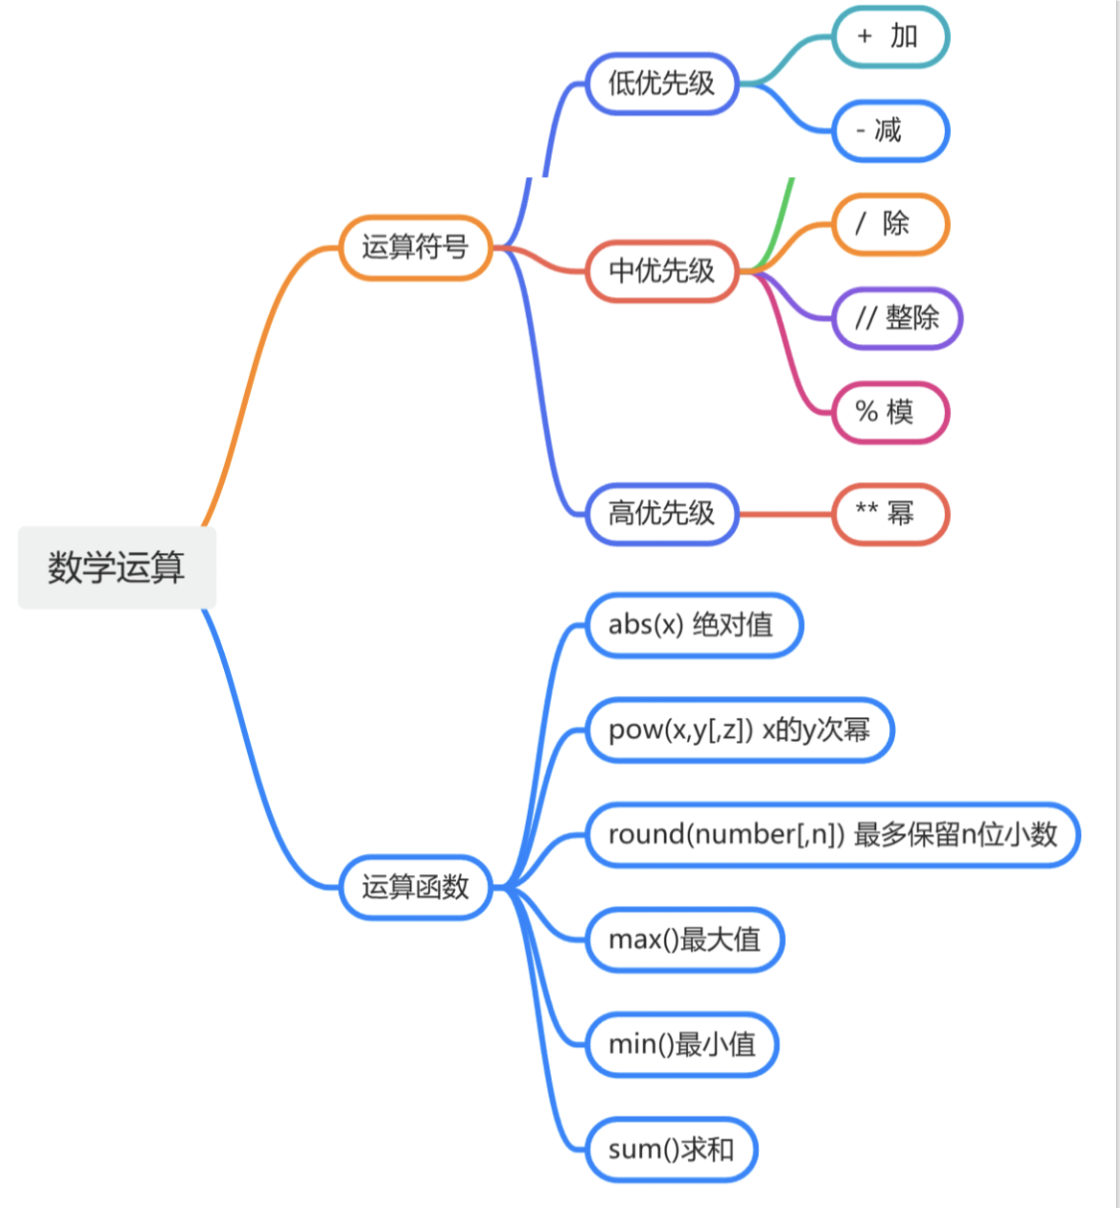 数学运算
运算符号
低优先级
+ 加
- 减
中优先级
/ 除
// 整除
% 模
高优先级
** 幂
运算函数
abs(x) 绝对值
pow(x,y[,z]) x的y次幂
round(number[,n]) 最多保留n位小数
max()最大值
min()最小值
sum()求和